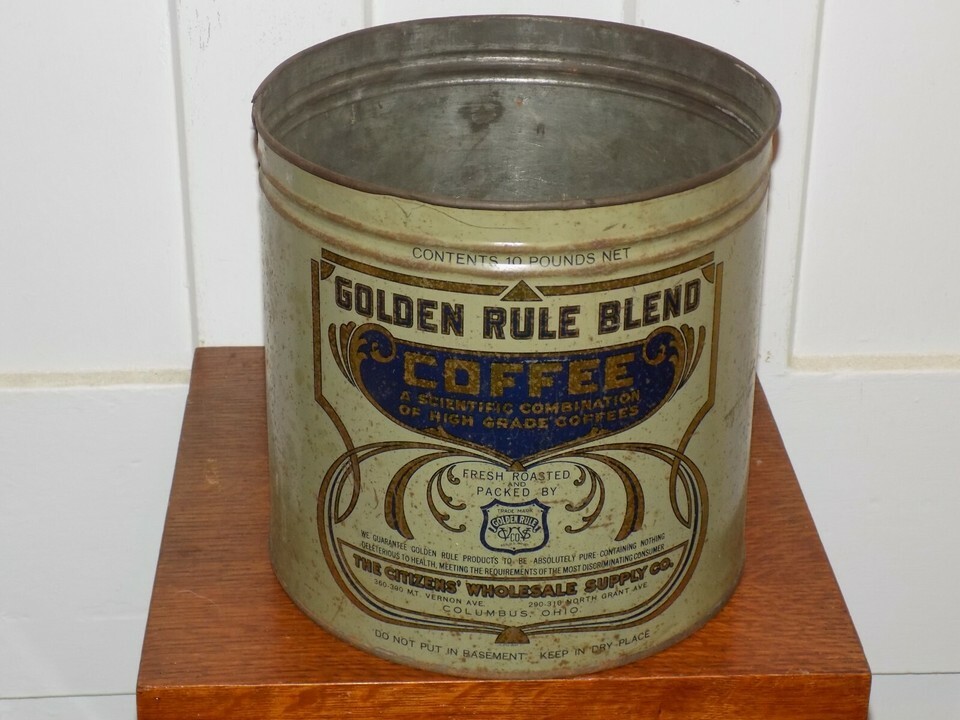 CONTENTS 10 POUNDS NET
GOLDEN RULE BLEND
COFFEE
A SCIENTIFIC COMBINATION
OF HIGH GRADE COFFEES
FRESH ROASTED
AND
PACKED BY
TRADE MARK
GOLDEN RULE
CO
WE GUARANTEE GOLDEN RULE PRODUCTS TO BE ABSOLUTELY PURE CONTAINING NOTHING
DELETERIOUS TO HEALTH, MEETING THE REQUIREMENTS OF THE MOST DISCRIMINATING CONSUMER
THE CITIZENS' WHOLESALE SUPPLY CO.
360-390 MT. VERNON AVE. 290-310 NORTH GRANT AVE.
COLUMBUS, OHIO
DO NOT PUT IN BASEMENT. KEEP IN DRY PLACE